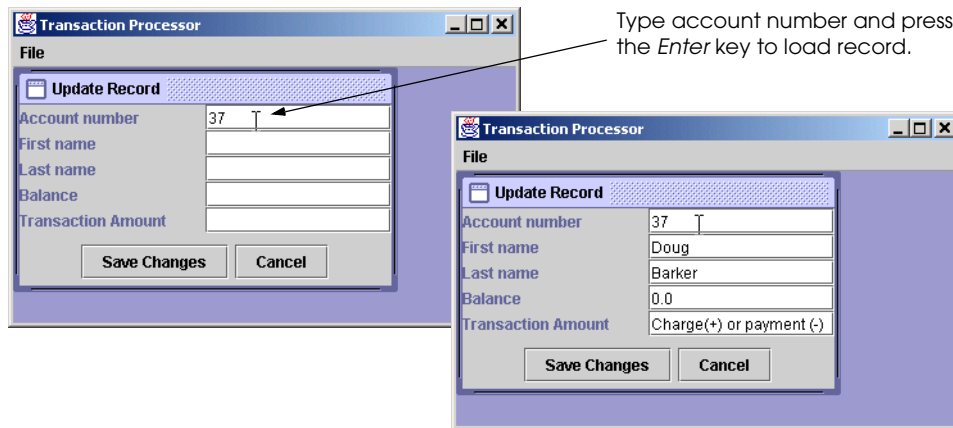 Transaction Processor
File
Update Record
Account number 37
First name
Last name
Balance
Transaction Amount
Save Changes Cancel
Type account number and press
the Enter key to load record.
Transaction Processor
File
Update Record
Account number 37
First name Doug
Last name Barker
Balance 0.0
Transaction Amount Charge(+) or payment (-)
Save Changes Cancel